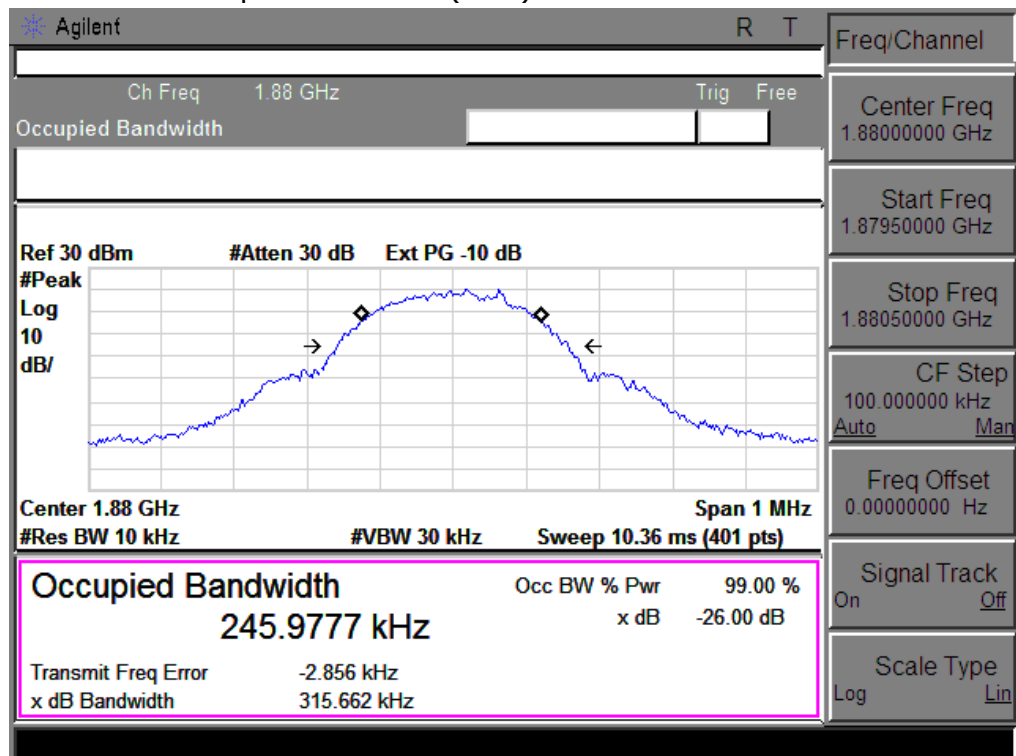 Agilent R T
Ch Freq 1.88 GHz Trig Free
Occupied Bandwidth
Ref 30 dBm #Atten 30 dB Ext PG -10 dB
#Peak
Log
10
dB/
Center 1.88 GHz Span 1 MHz
#Res BW 10 kHz #VBW 30 kHz Sweep 10.36 ms (401 pts)
Occupied Bandwidth Occ BW % Pwr 99.00 %
245.9777 kHz x dB -26.00 dB
Transmit Freq Error -2.856 kHz
x dB Bandwidth 315.662 kHz
Freq/Channel
Center Freq
1.88000000 GHz
Start Freq
1.87950000 GHz
Stop Freq
1.88050000 GHz
CF Step
100.000000 kHz
Auto Man
Freq Offset
0.00000000 Hz
Signal Track
On Off
Scale Type
Log Lin